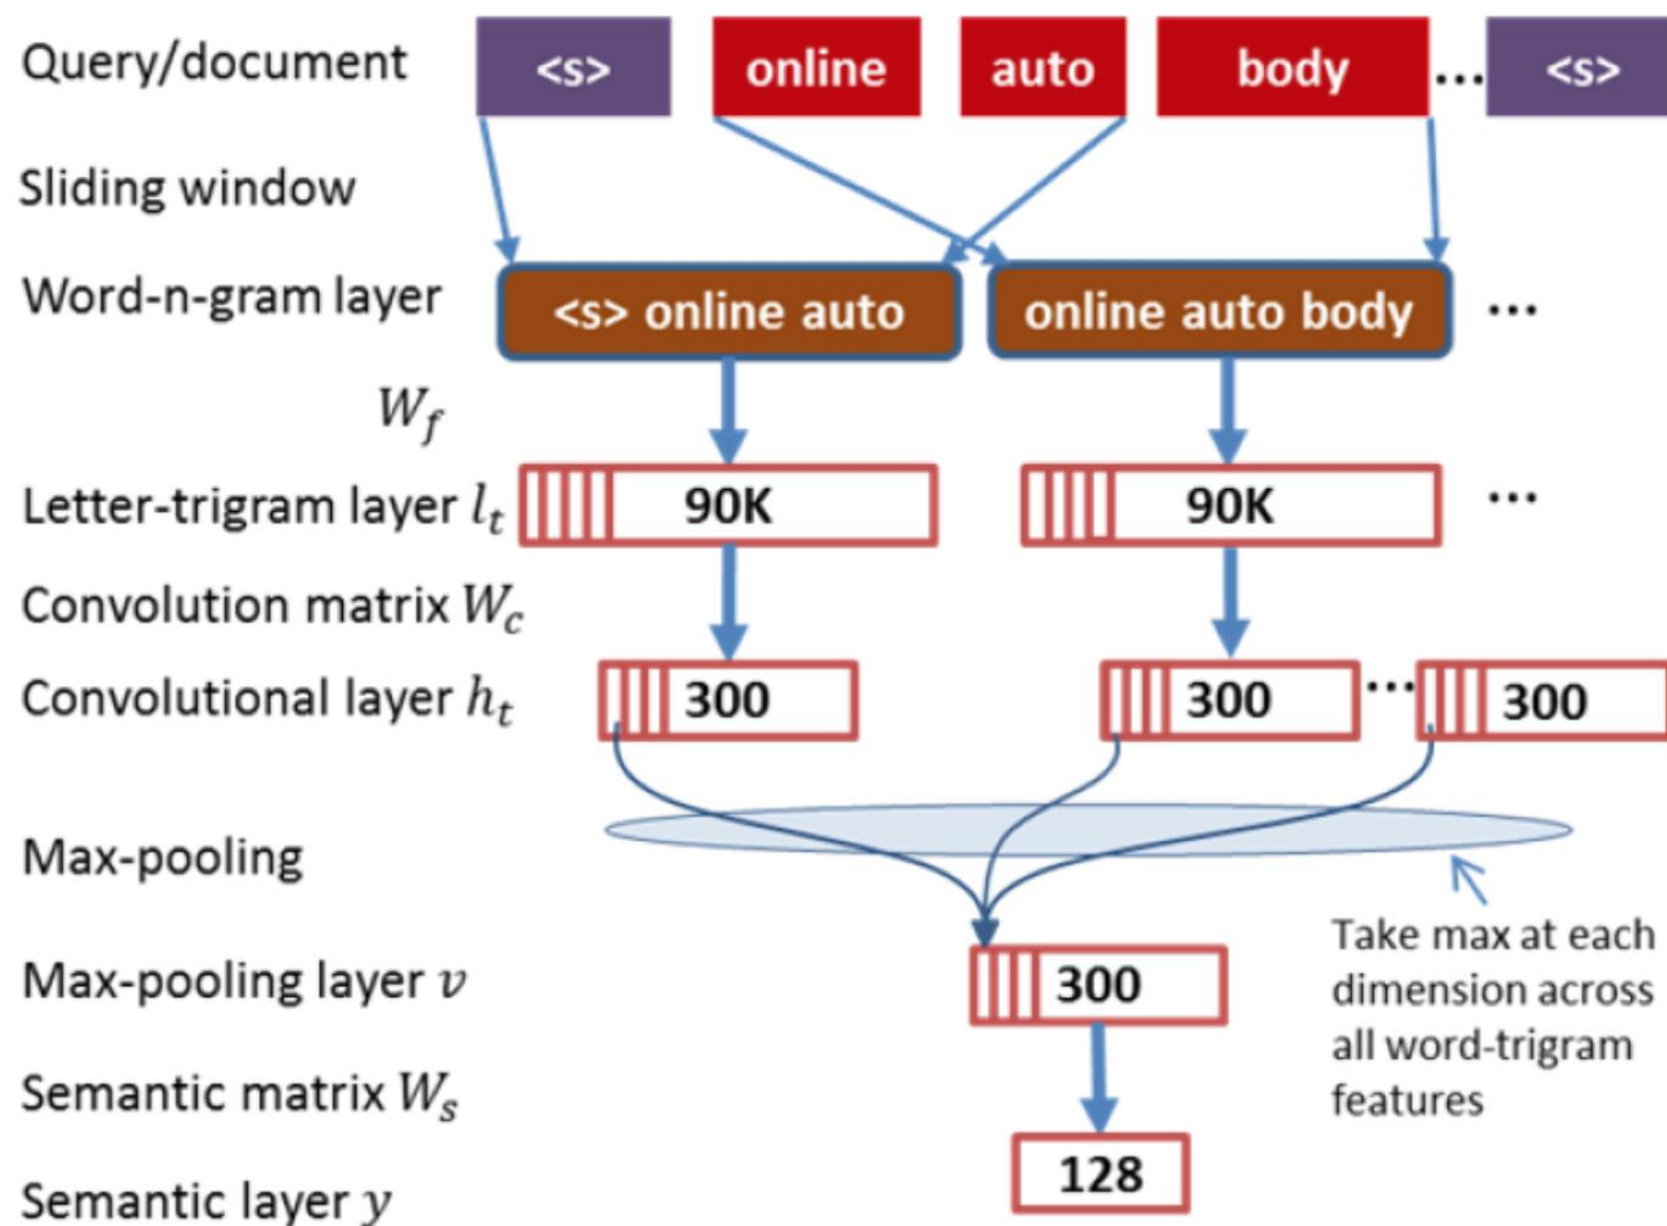 Query/document <s> online auto body ... <s>
Sliding window
Word-n-gram layer <s> online auto online auto body ...
W_f
Letter-trigram layer l_t 90K 90K ...
Convolution matrix W_c
Convolutional layer h_t 300 300 ... 300
Max-pooling
Take max at each
dimension across
all word-trigram
features
Max-pooling layer v 300
Semantic matrix W_s
Semantic layer y 128